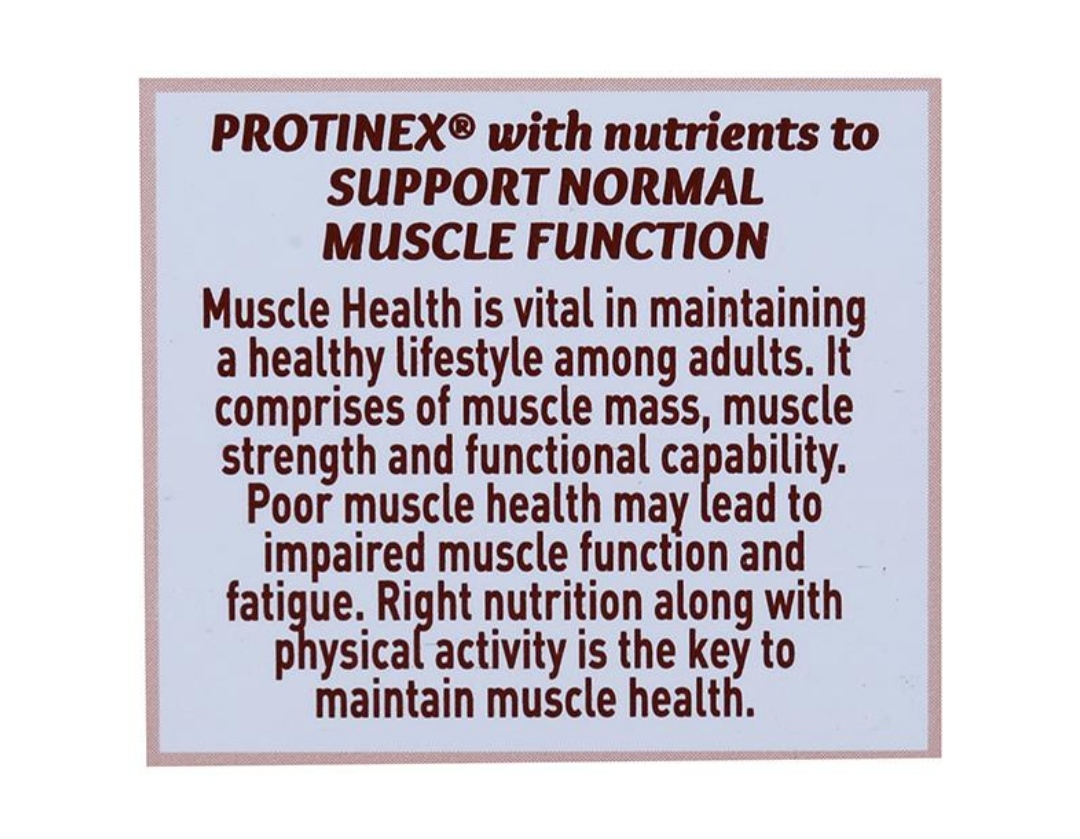 PROTINEX® with nutrients to
SUPPORT NORMAL
MUSCLE FUNCTION
Muscle Health is vital in maintaining
a healthy lifestyle among adults. It
comprises of muscle mass, muscle
strength and functional capability.
Poor muscle health may lead to
impaired muscle function and
fatigue. Right nutrition along with
physical activity is the key to
maintain muscle health.